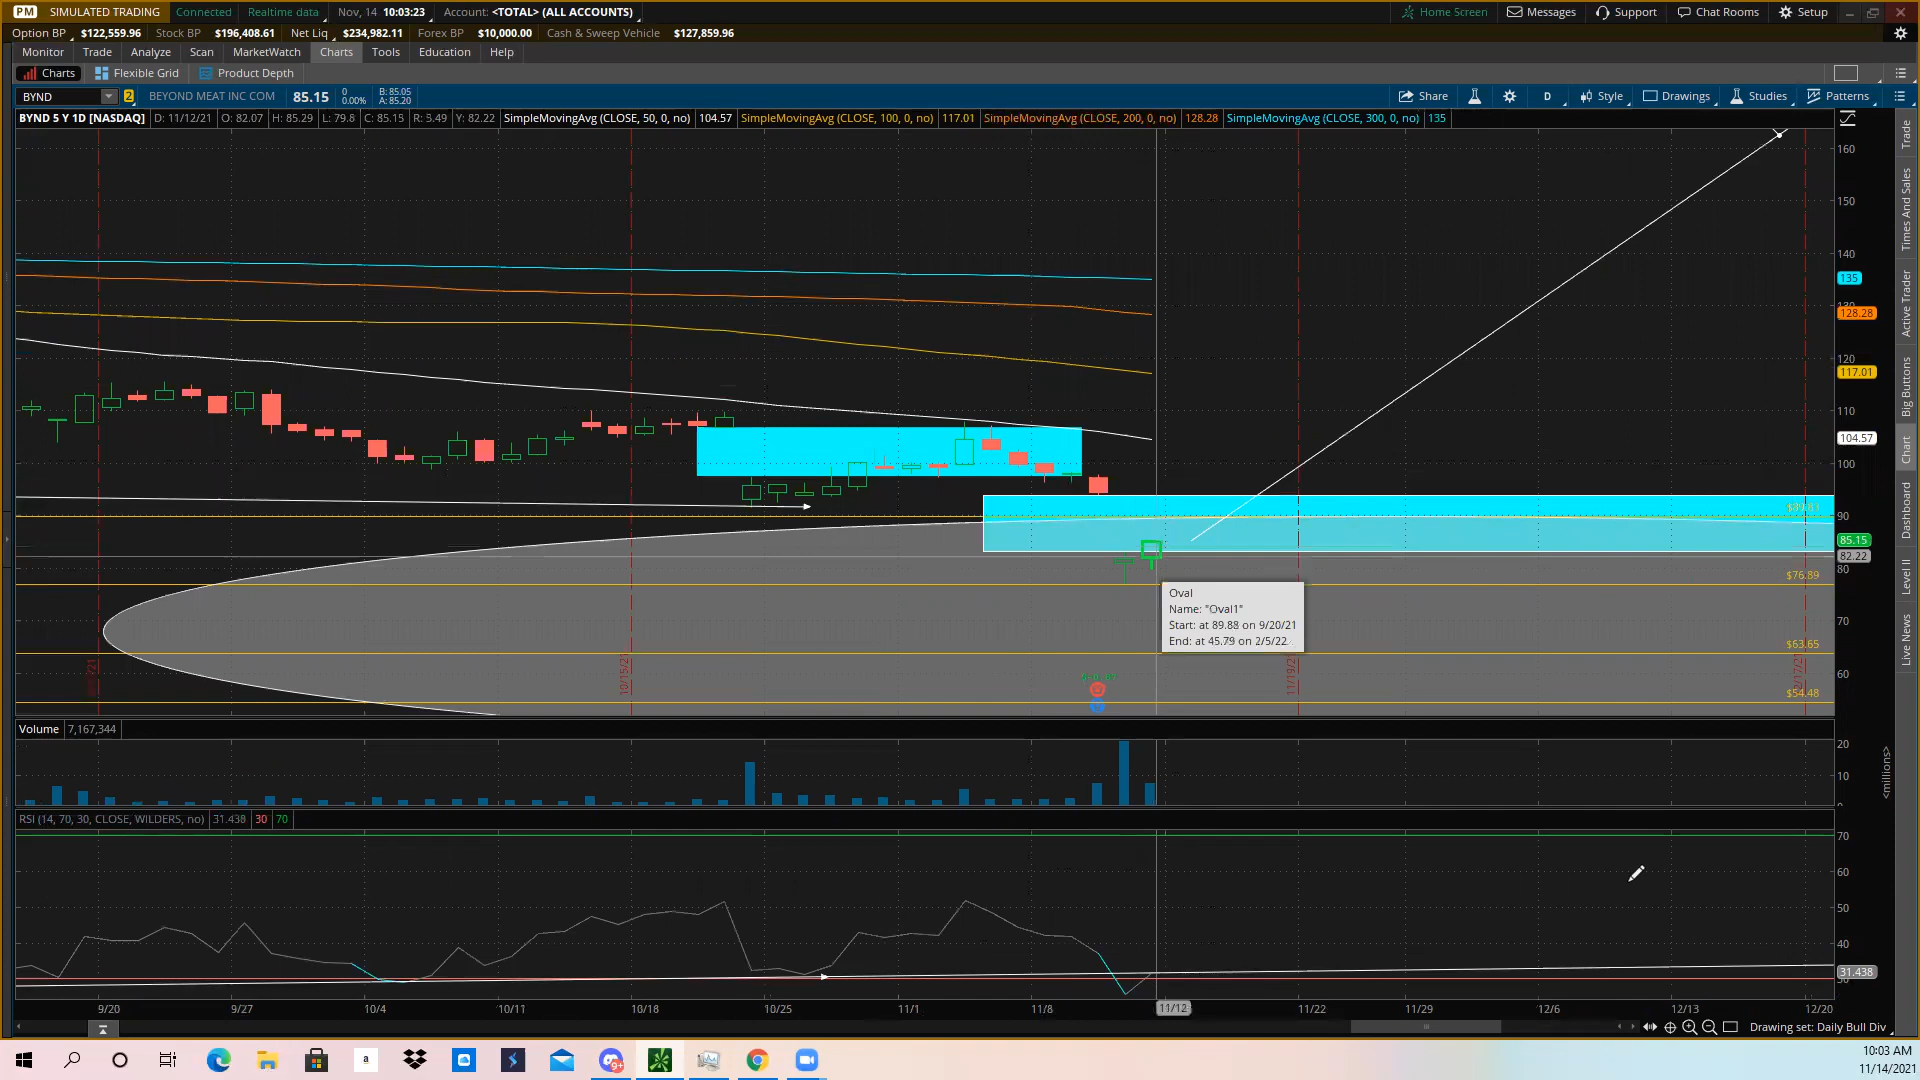 PM SIMULATED TRADING Connected Realtime data Nov, 14 10:03:23 Account: <TOTAL> (ALL ACCOUNTS) Home Screen Messages Support Chat Rooms Setup
Option BP $122,559.96 Stock BP $196,408.61 Net Liq $234,982.11 Forex BP $10,000.00 Cash & Sweep Vehicle $127,859.96
Monitor Trade Analyze Scan MarketWatch Charts Tools Education Help
Charts Flexible Grid Product Depth
BYND 2 BEYOND MEAT INC COM 85.15 0 0.00% B: 85.05 A: 85.20 Share D Style Drawings Studies Patterns
BYND 5 Y 1D [NASDAQ] D: 11/12/21 O: 82.07 H: 85.29 L: 79.8 C: 85.15 R: 5.49 Y: 82.22 SimpleMovingAvg (CLOSE, 50, 0, no) 104.57 SimpleMovingAvg (CLOSE, 100, 0, no) 117.01 SimpleMovingAvg (CLOSE, 200, 0, no) 128.28 SimpleMovingAvg (CLOSE, 300, 0, no) 135
160
150
140
135
130
128.28
120
117.01
110
104.57
100
90
85.15
82.22
80
$76.89
70
$63.65
60
$54.48
Oval
Name: "Oval1"
Start: at 89.88 on 9/20/21
End: at 45.79 on 2/5/22
10/15/21
11/19/21
12/17/21
Trade
Times And Sales
Active Trader
Big Buttons
Chart
Dashboard
Level II
Live News
Volume 7,167,344
20
10
<millions>
RSI (14, 70, 30, CLOSE, WILDERS, no) 31.438 30 70
70
60
50
40
31.438
30
9/20 9/27 10/4 10/11 10/18 10/25 11/1 11/8 11/12 11/22 11/29 12/6 12/13 12/20
Drawing set: Daily Bull Div
a
9+
10:03 AM
11/14/2021